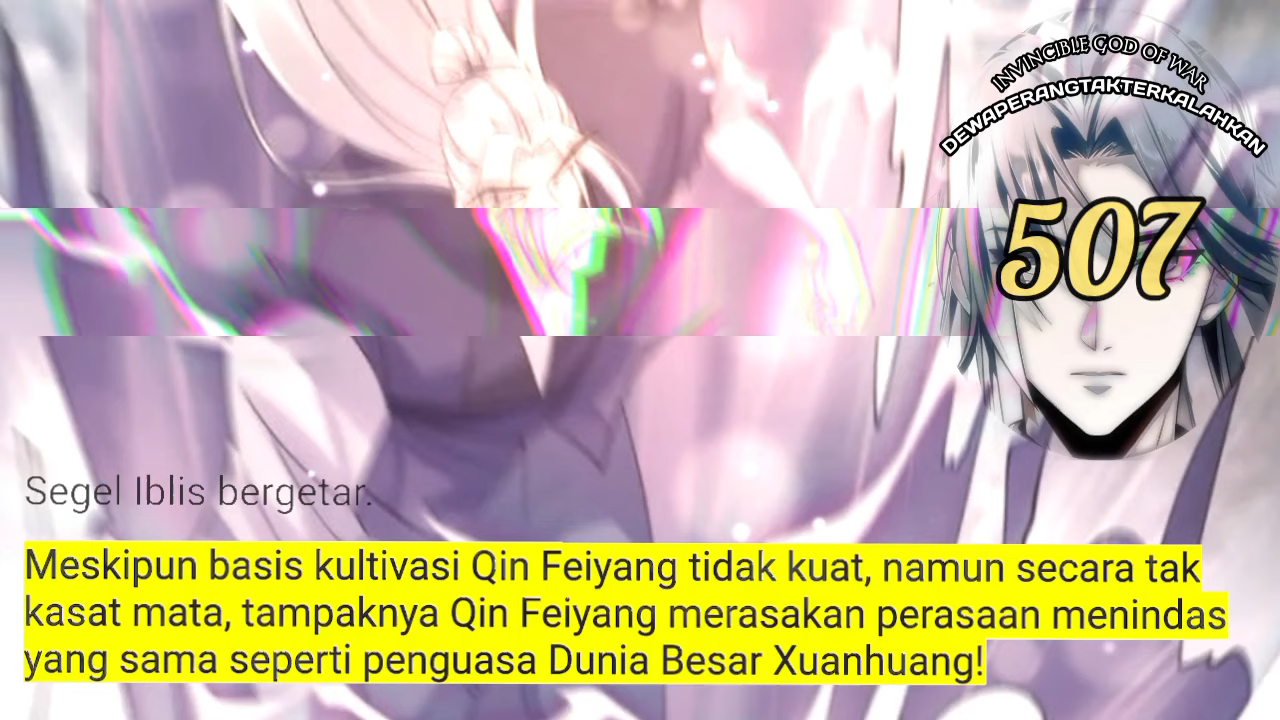 INVINCIBLE GOD OF WAR
DEWAPERANGTAKTERKALAHKAN
507
Segel Iblis bergetar.
Meskipun basis kultivasi Qin Feiyang tidak kuat, namun secara tak
kasat mata, tampaknya Qin Feiyang merasakan perasaan menindas
yang sama seperti penguasa Dunia Besar Xuanhuang!